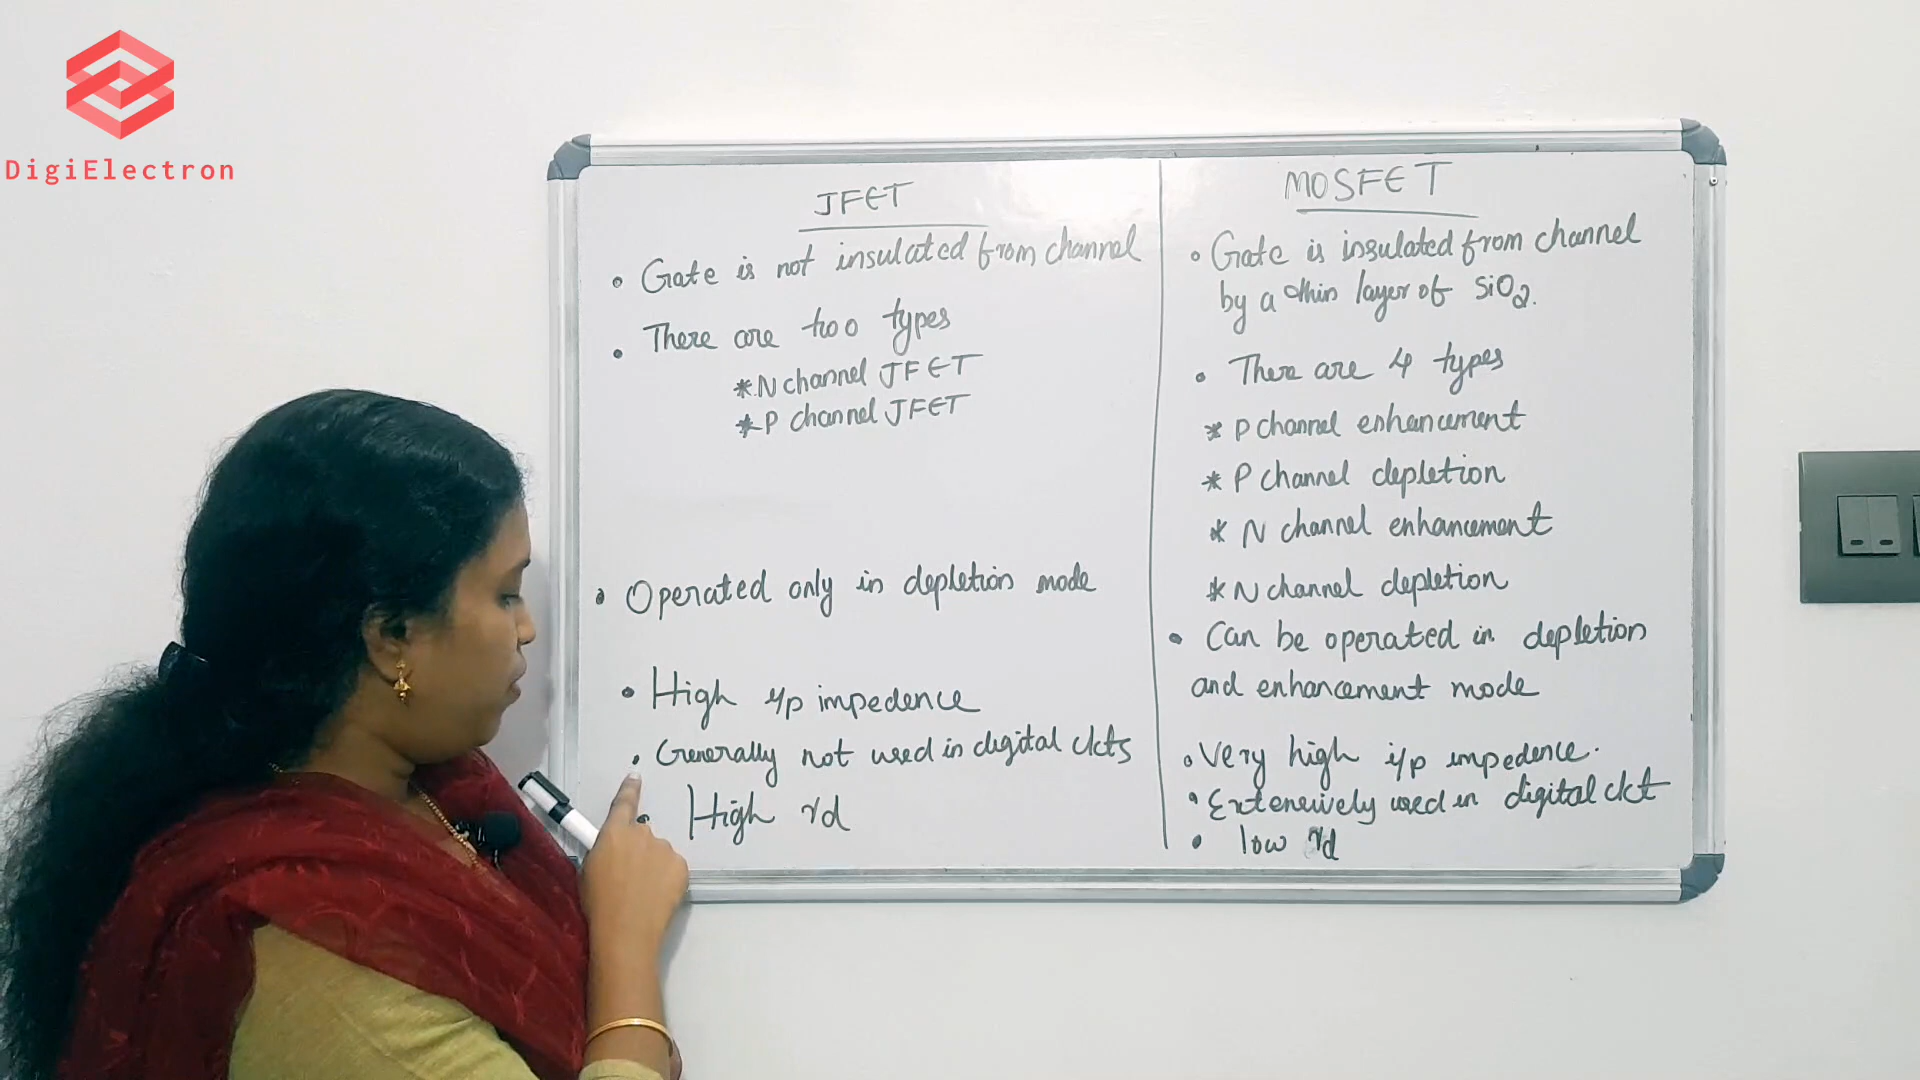 DigiElectron
JFET
• Gate is not insulated from channel
• There are two types
* N channel JFET
* P channel JFET
• Operated only in depletion mode
• High i/p impedence
• Generally not used in digital ckts
• High rd
MOSFET
• Gate is insulated from channel
by a thin layer of SiO2.
• There are 4 types
* P channel enhancement
* P channel depletion
* N channel enhancement
* N channel depletion
• Can be operated in depletion
and enhancement mode
• Very high i/p impedence.
• Extensively used in digital ckt
• low rd